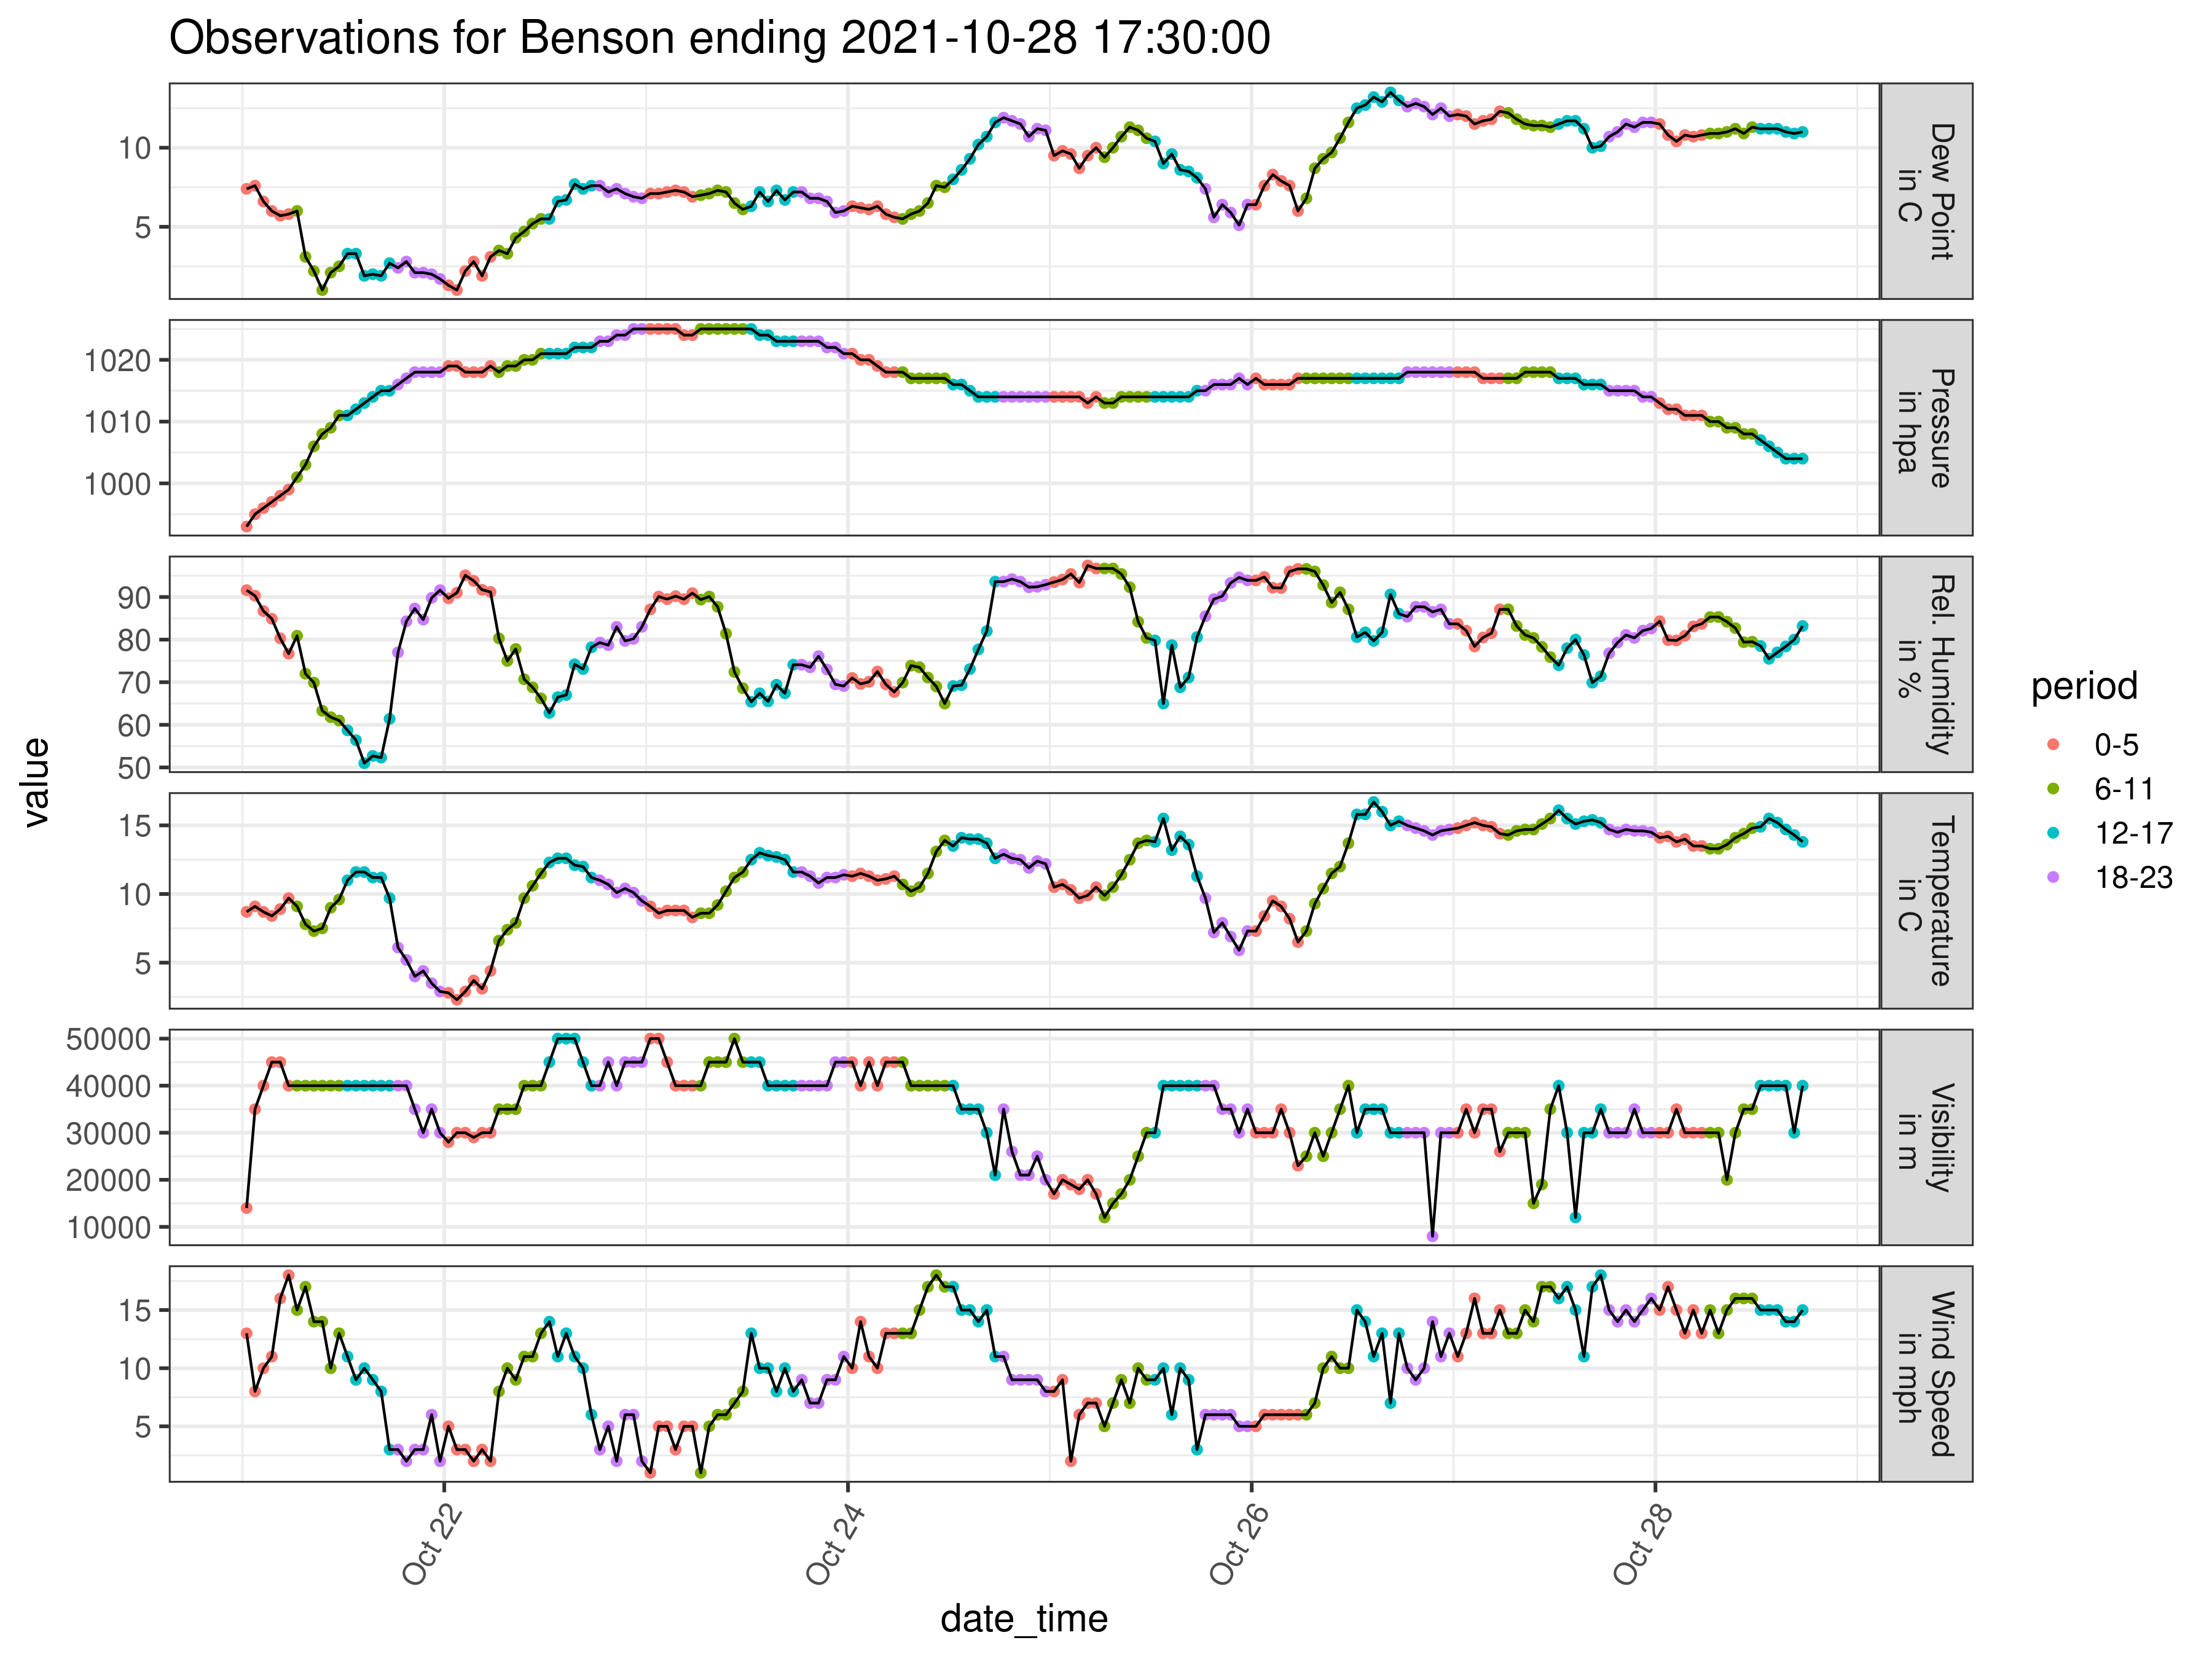 Observations for Benson ending 2021-10-28 17:30:00
value
10
5
Dew Point
in C
1020
1010
1000
Pressure
in hpa
90
80
70
60
50
Rel. Humidity
in %
15
10
5
Temperature
in C
50000
40000
30000
20000
10000
Visibility
in m
15
10
5
Wind Speed
in mph
Oct 22
Oct 24
Oct 26
Oct 28
date_time
period
0-5
6-11
12-17
18-23